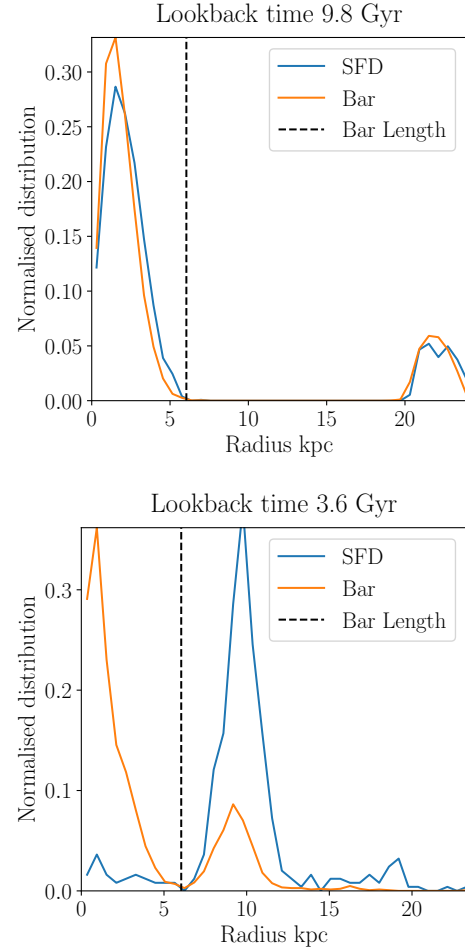 Lookback time 9.8 Gyr
Normalised distribution
0.30
0.25
0.20
0.15
0.10
0.05
0.00
SFD
Bar
Bar Length
0
5
10
15
20
Radius kpc
Lookback time 3.6 Gyr
Normalised distribution
0.3
0.2
0.1
0.0
SFD
Bar
Bar Length
0
5
10
15
20
Radius kpc